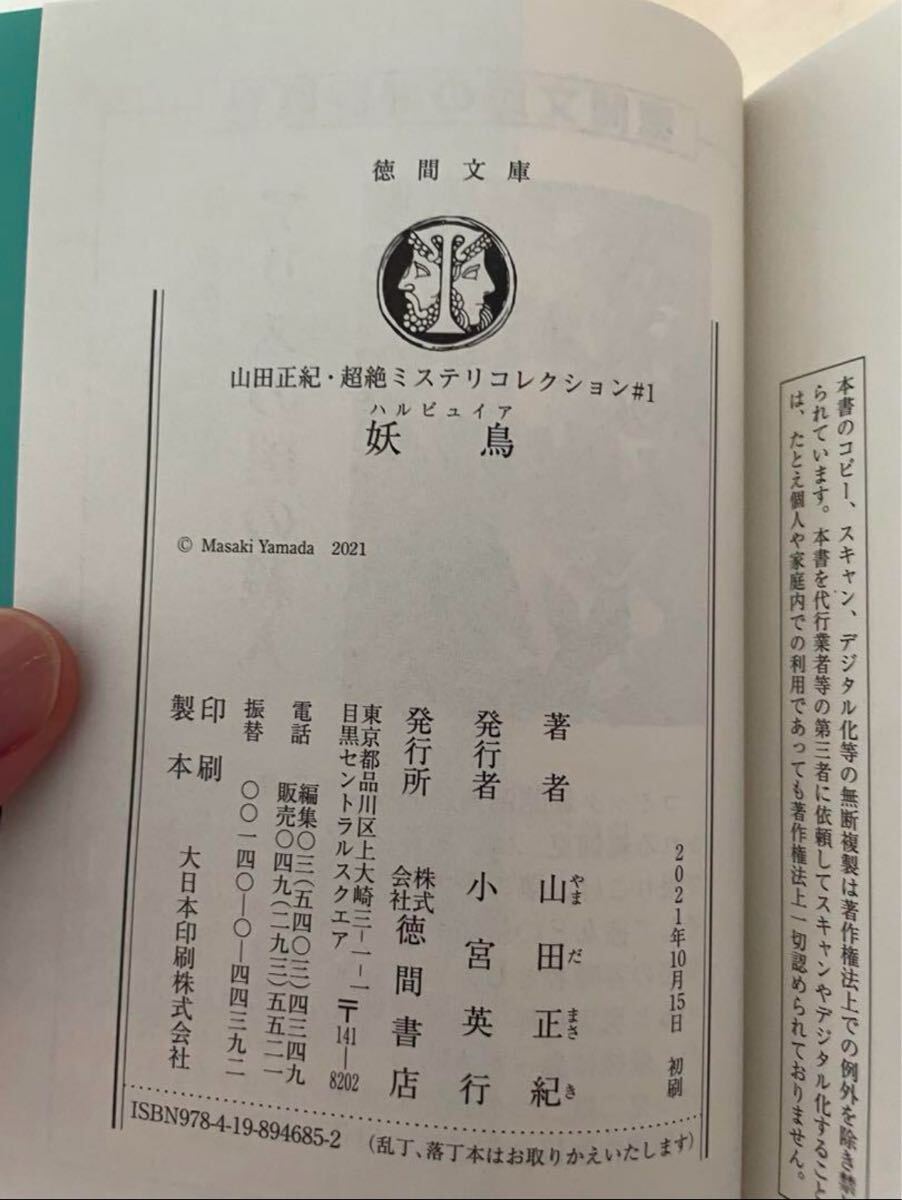 徳間文庫
山田正紀・超絶ミステリコレクション#1
ハルピュイア
妖鳥
© Masaki Yamada 2021
2021年10月15日 初刷
著者 山田正紀
やまだまさき
発行者 小宮英行
発行所 株式会社徳間書店
東京都品川区上大崎三-一-一
目黒セントラルスクエア 〒141-8202
電話 編集〇三(五四〇三)四三四九
販売〇四九(二九三)五五二一
振替 〇〇一四〇-〇-四四三九二
印刷
製本 大日本印刷株式会社
ISBN978-4-19-894685-2 (乱丁、落丁本はお取りかえいたします)
本書のコピー、スキャン、デジタル化等の無断複製は著作権法上での例外を除き禁
られています。本書を代行業者等の第三者に依頼してスキャンやデジタル化すること
は、たとえ個人や家庭内での利用であっても著作権法上一切認められておりません。